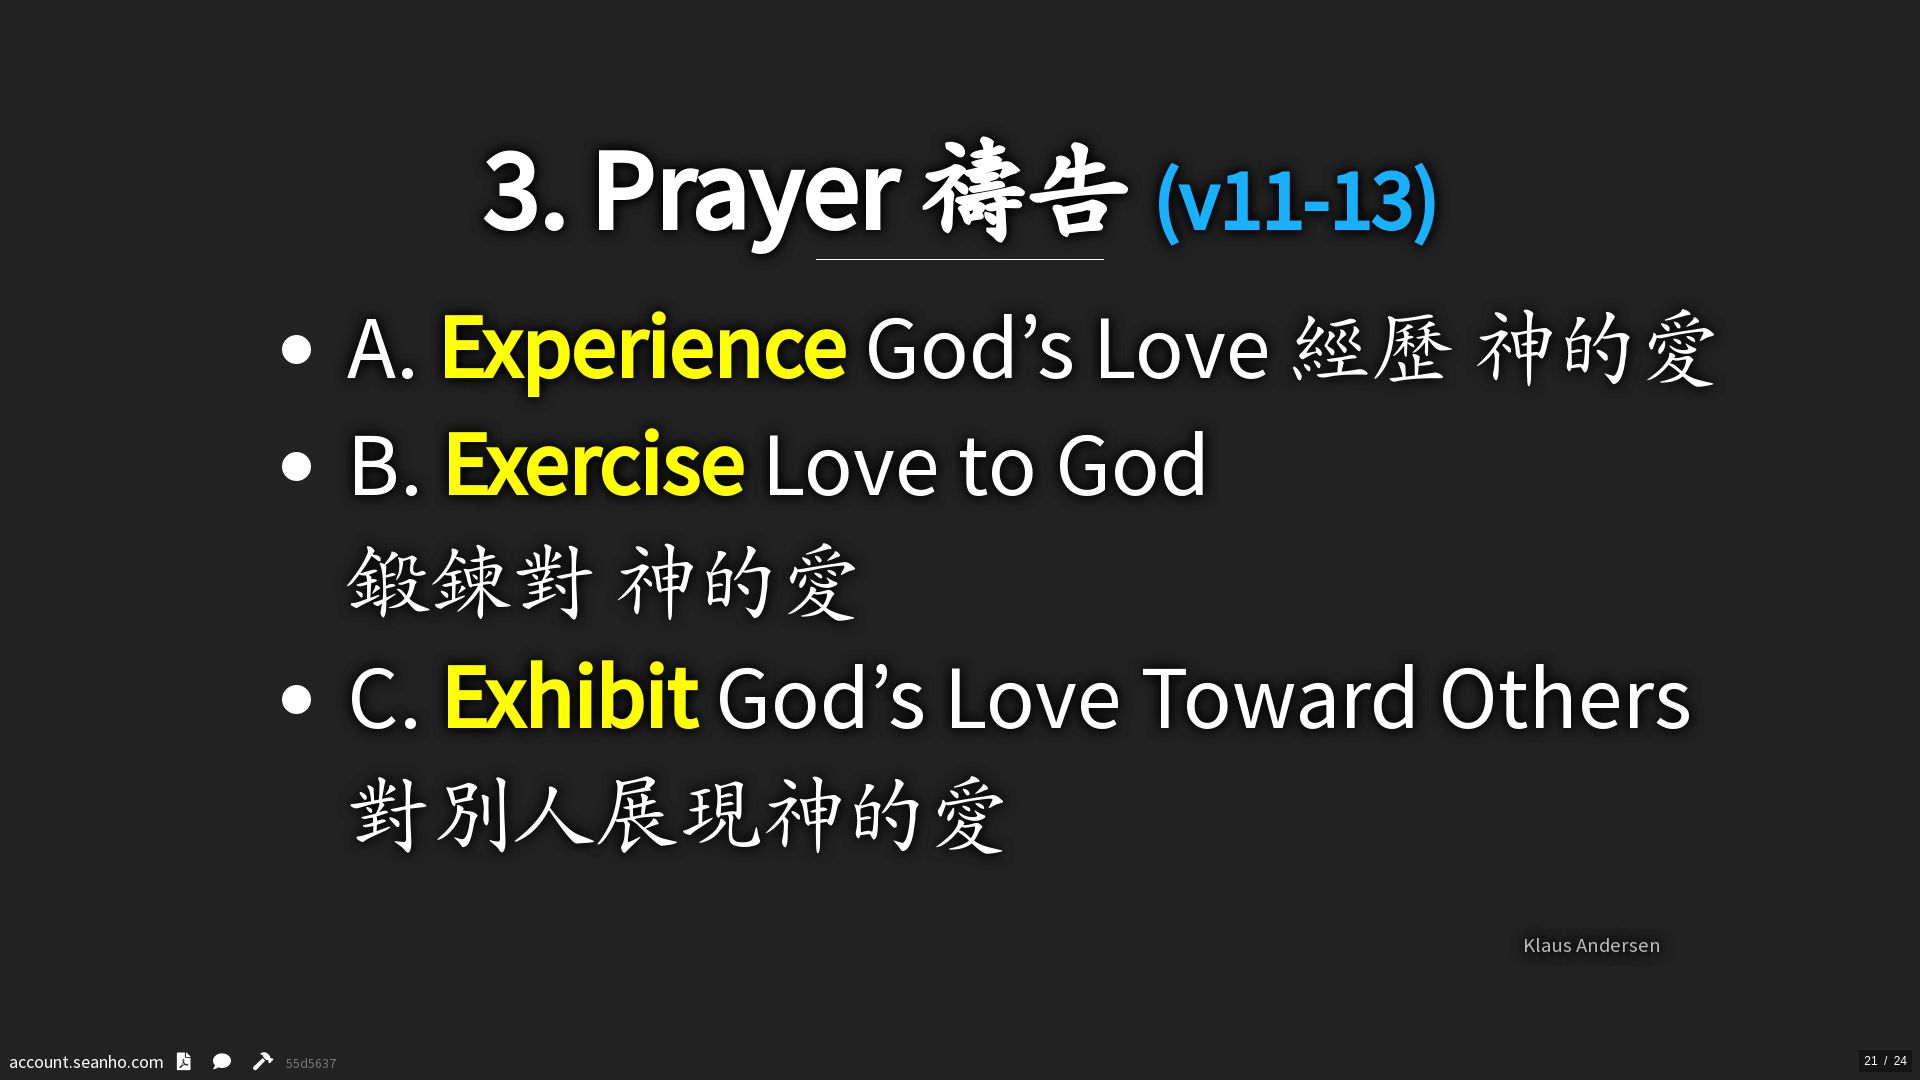 3. Prayer 禱告 (v11-13)
A. Experience God’s Love 經歷 神的愛
B. Exercise Love to God
鍛鍊對 神的愛
C. Exhibit God’s Love Toward Others
對別人展現神的愛
Klaus Andersen
account.seanho.com 55d5637
21 / 24